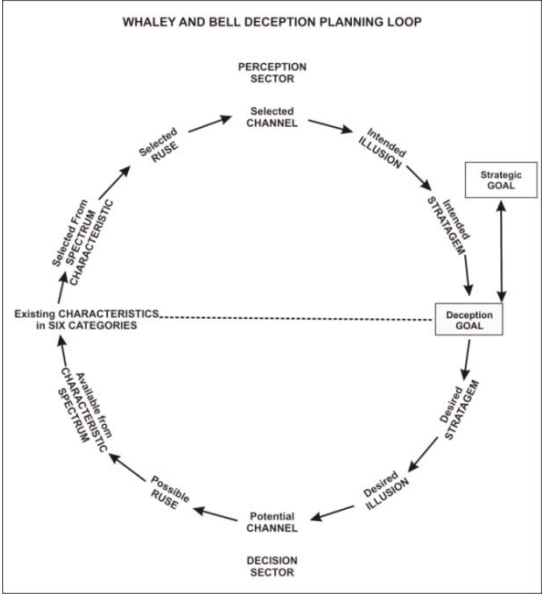 WHALEY AND BELL DECEPTION PLANNING LOOP
PERCEPTION
SECTOR
Selected
CHANNEL
Intended
ILLUSION
Intended
STRATAGEM
Strategic
GOAL
Deception
GOAL
Desired
STRATAGEM
Desired
ILLUSION
Potential
CHANNEL
DECISION
SECTOR
Possible
RUSE
Available from
CHARACTERISTIC
SPECTRUM
Existing CHARACTERISTICS
in SIX CATEGORIES
Selected From
SPECTRUM
CHARACTERISTIC
Selected
RUSE